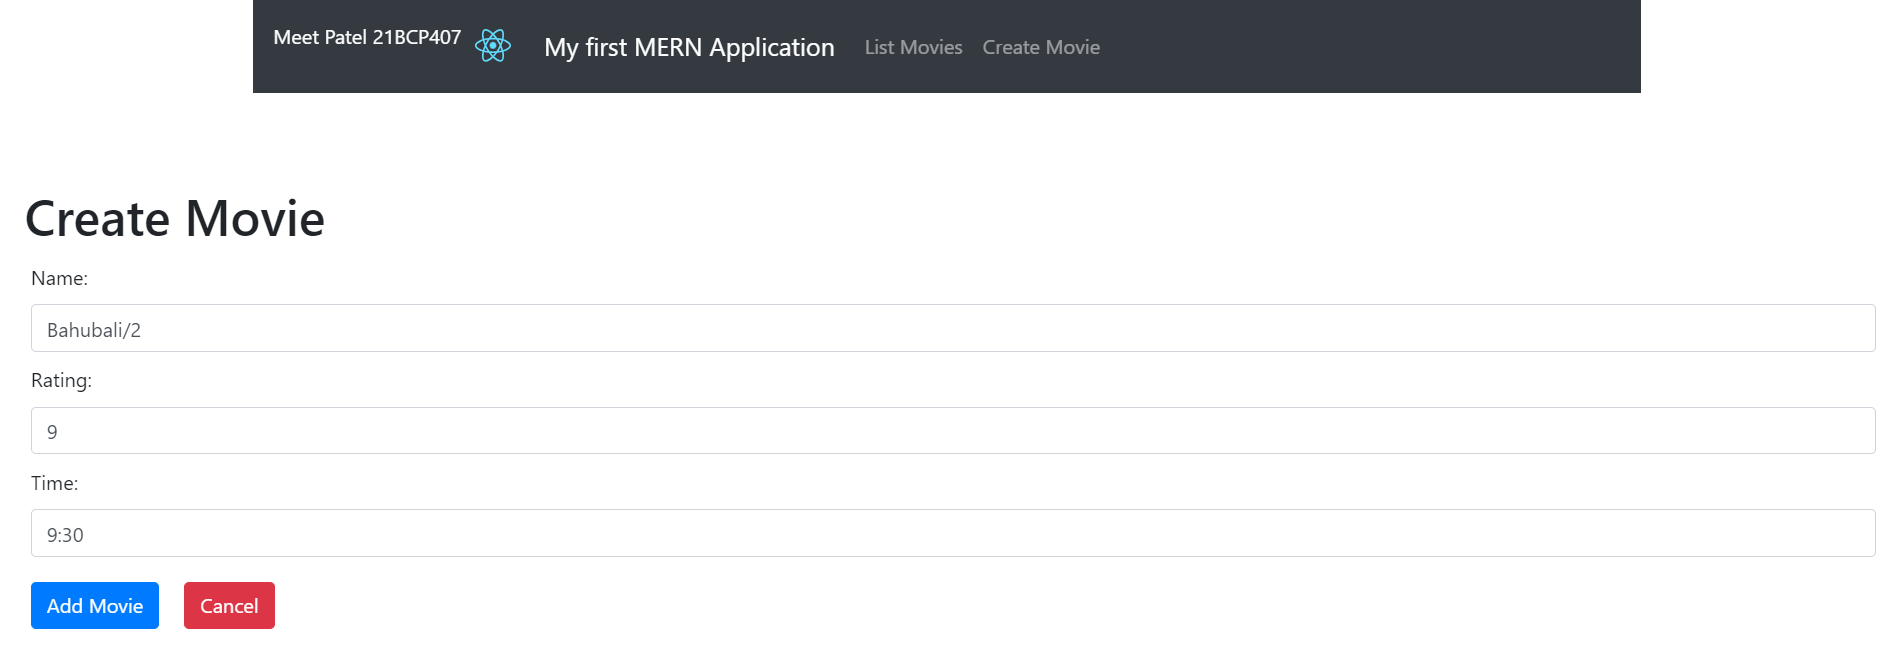 Meet Patel 21BCP407 My first MERN Application List Movies Create Movie
Create Movie
Name:
Bahubali/2
Rating:
9
Time:
9:30
Add Movie Cancel